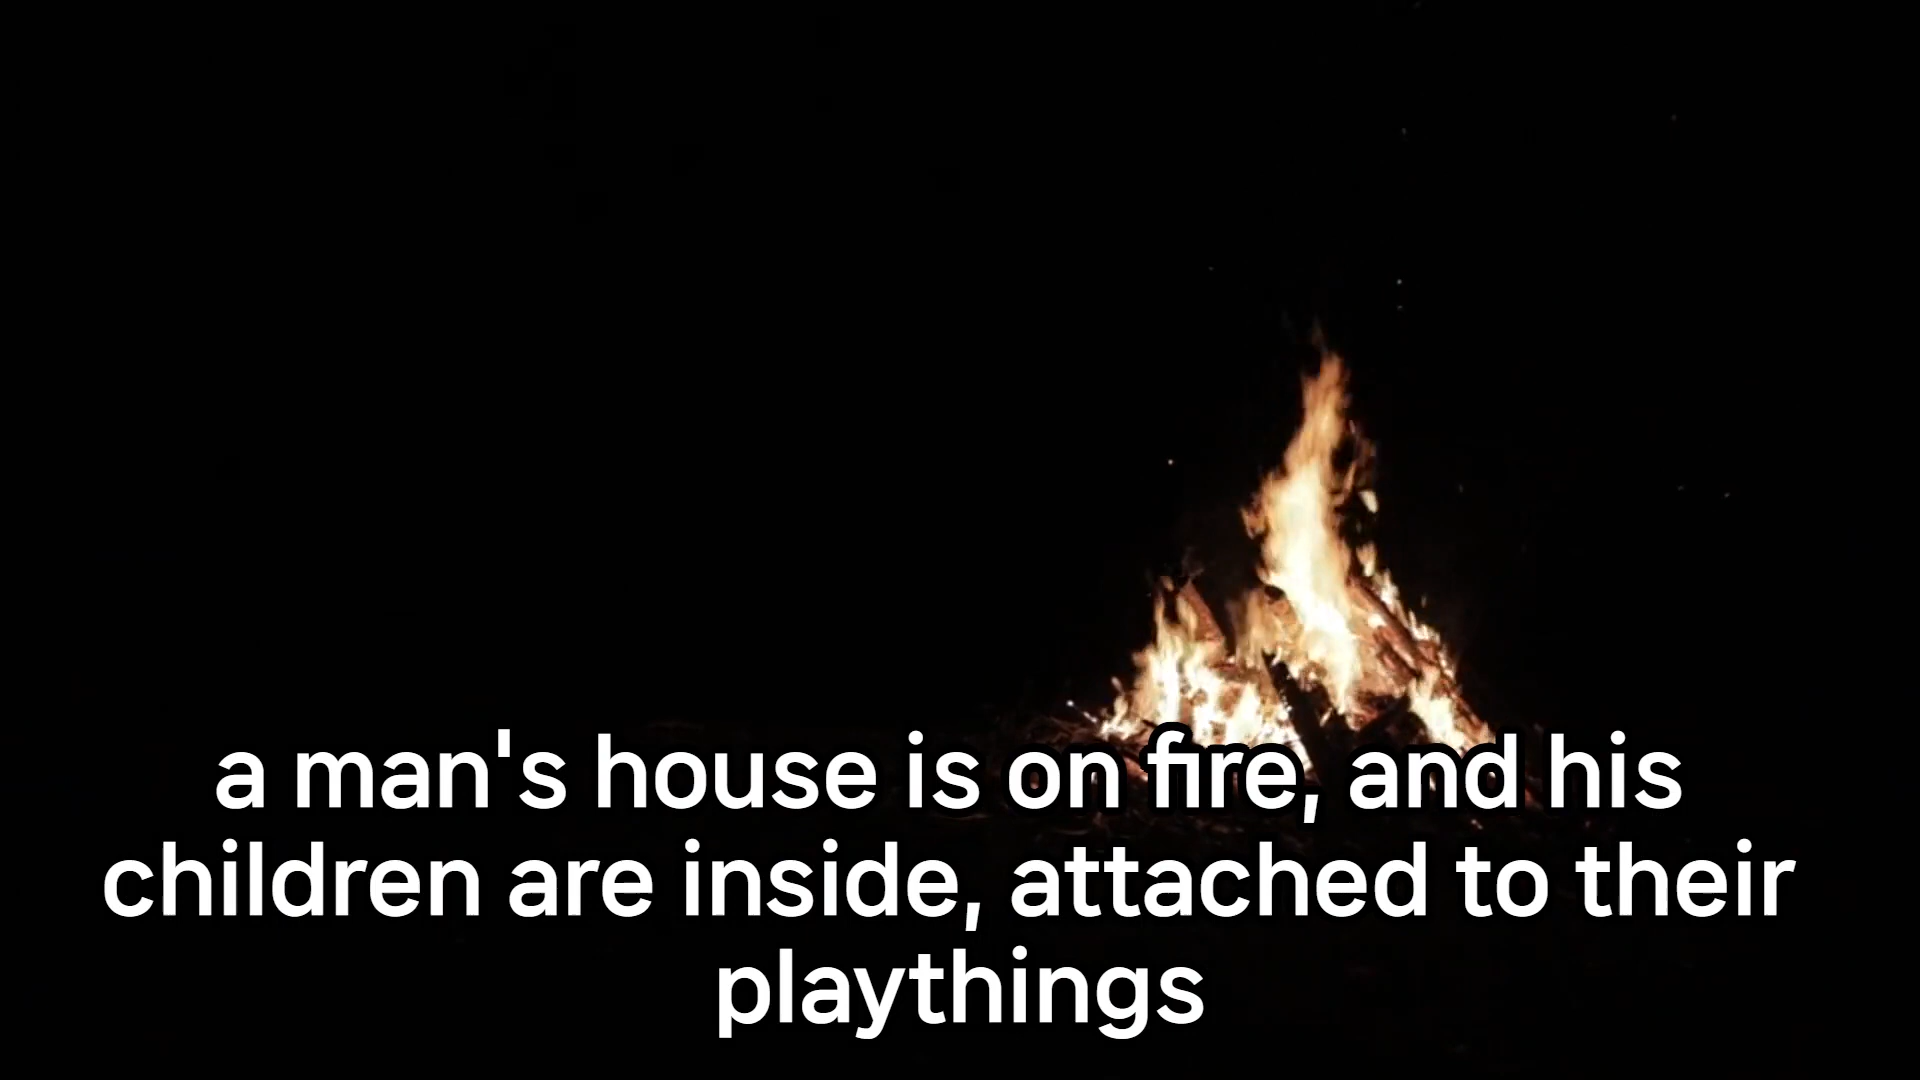 a man's house is on fire, and his
children are inside, attached to their
playthings